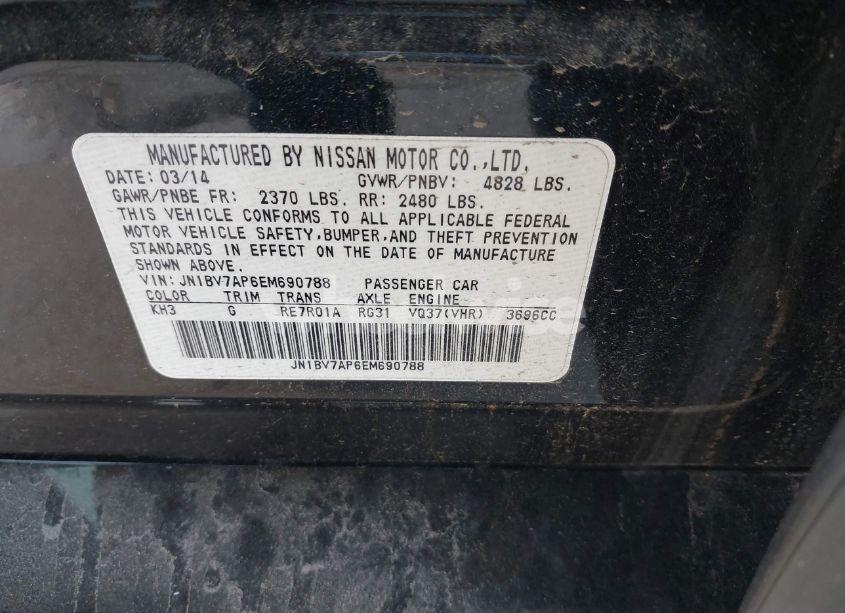 MANUFACTURED BY NISSAN MOTOR CO.,LTD.
DATE: 03/14 GVWR/PNBV: 4828 LBS.
GAWR/PNBE FR: 2370 LBS. RR: 2480 LBS.
THIS VEHICLE CONFORMS TO ALL APPLICABLE FEDERAL
MOTOR VEHICLE SAFETY,BUMPER,AND THEFT PREVENTION
STANDARDS IN EFFECT ON THE DATE OF MANUFACTURE
SHOWN ABOVE.
VIN: JN1BV7AP6EM690788 PASSENGER CAR
COLOR TRIM TRANS AXLE ENGINE
KH3 G RE7R01A RG31 VQ37(VHR) 3696CC
JN1BV7AP6EM690788